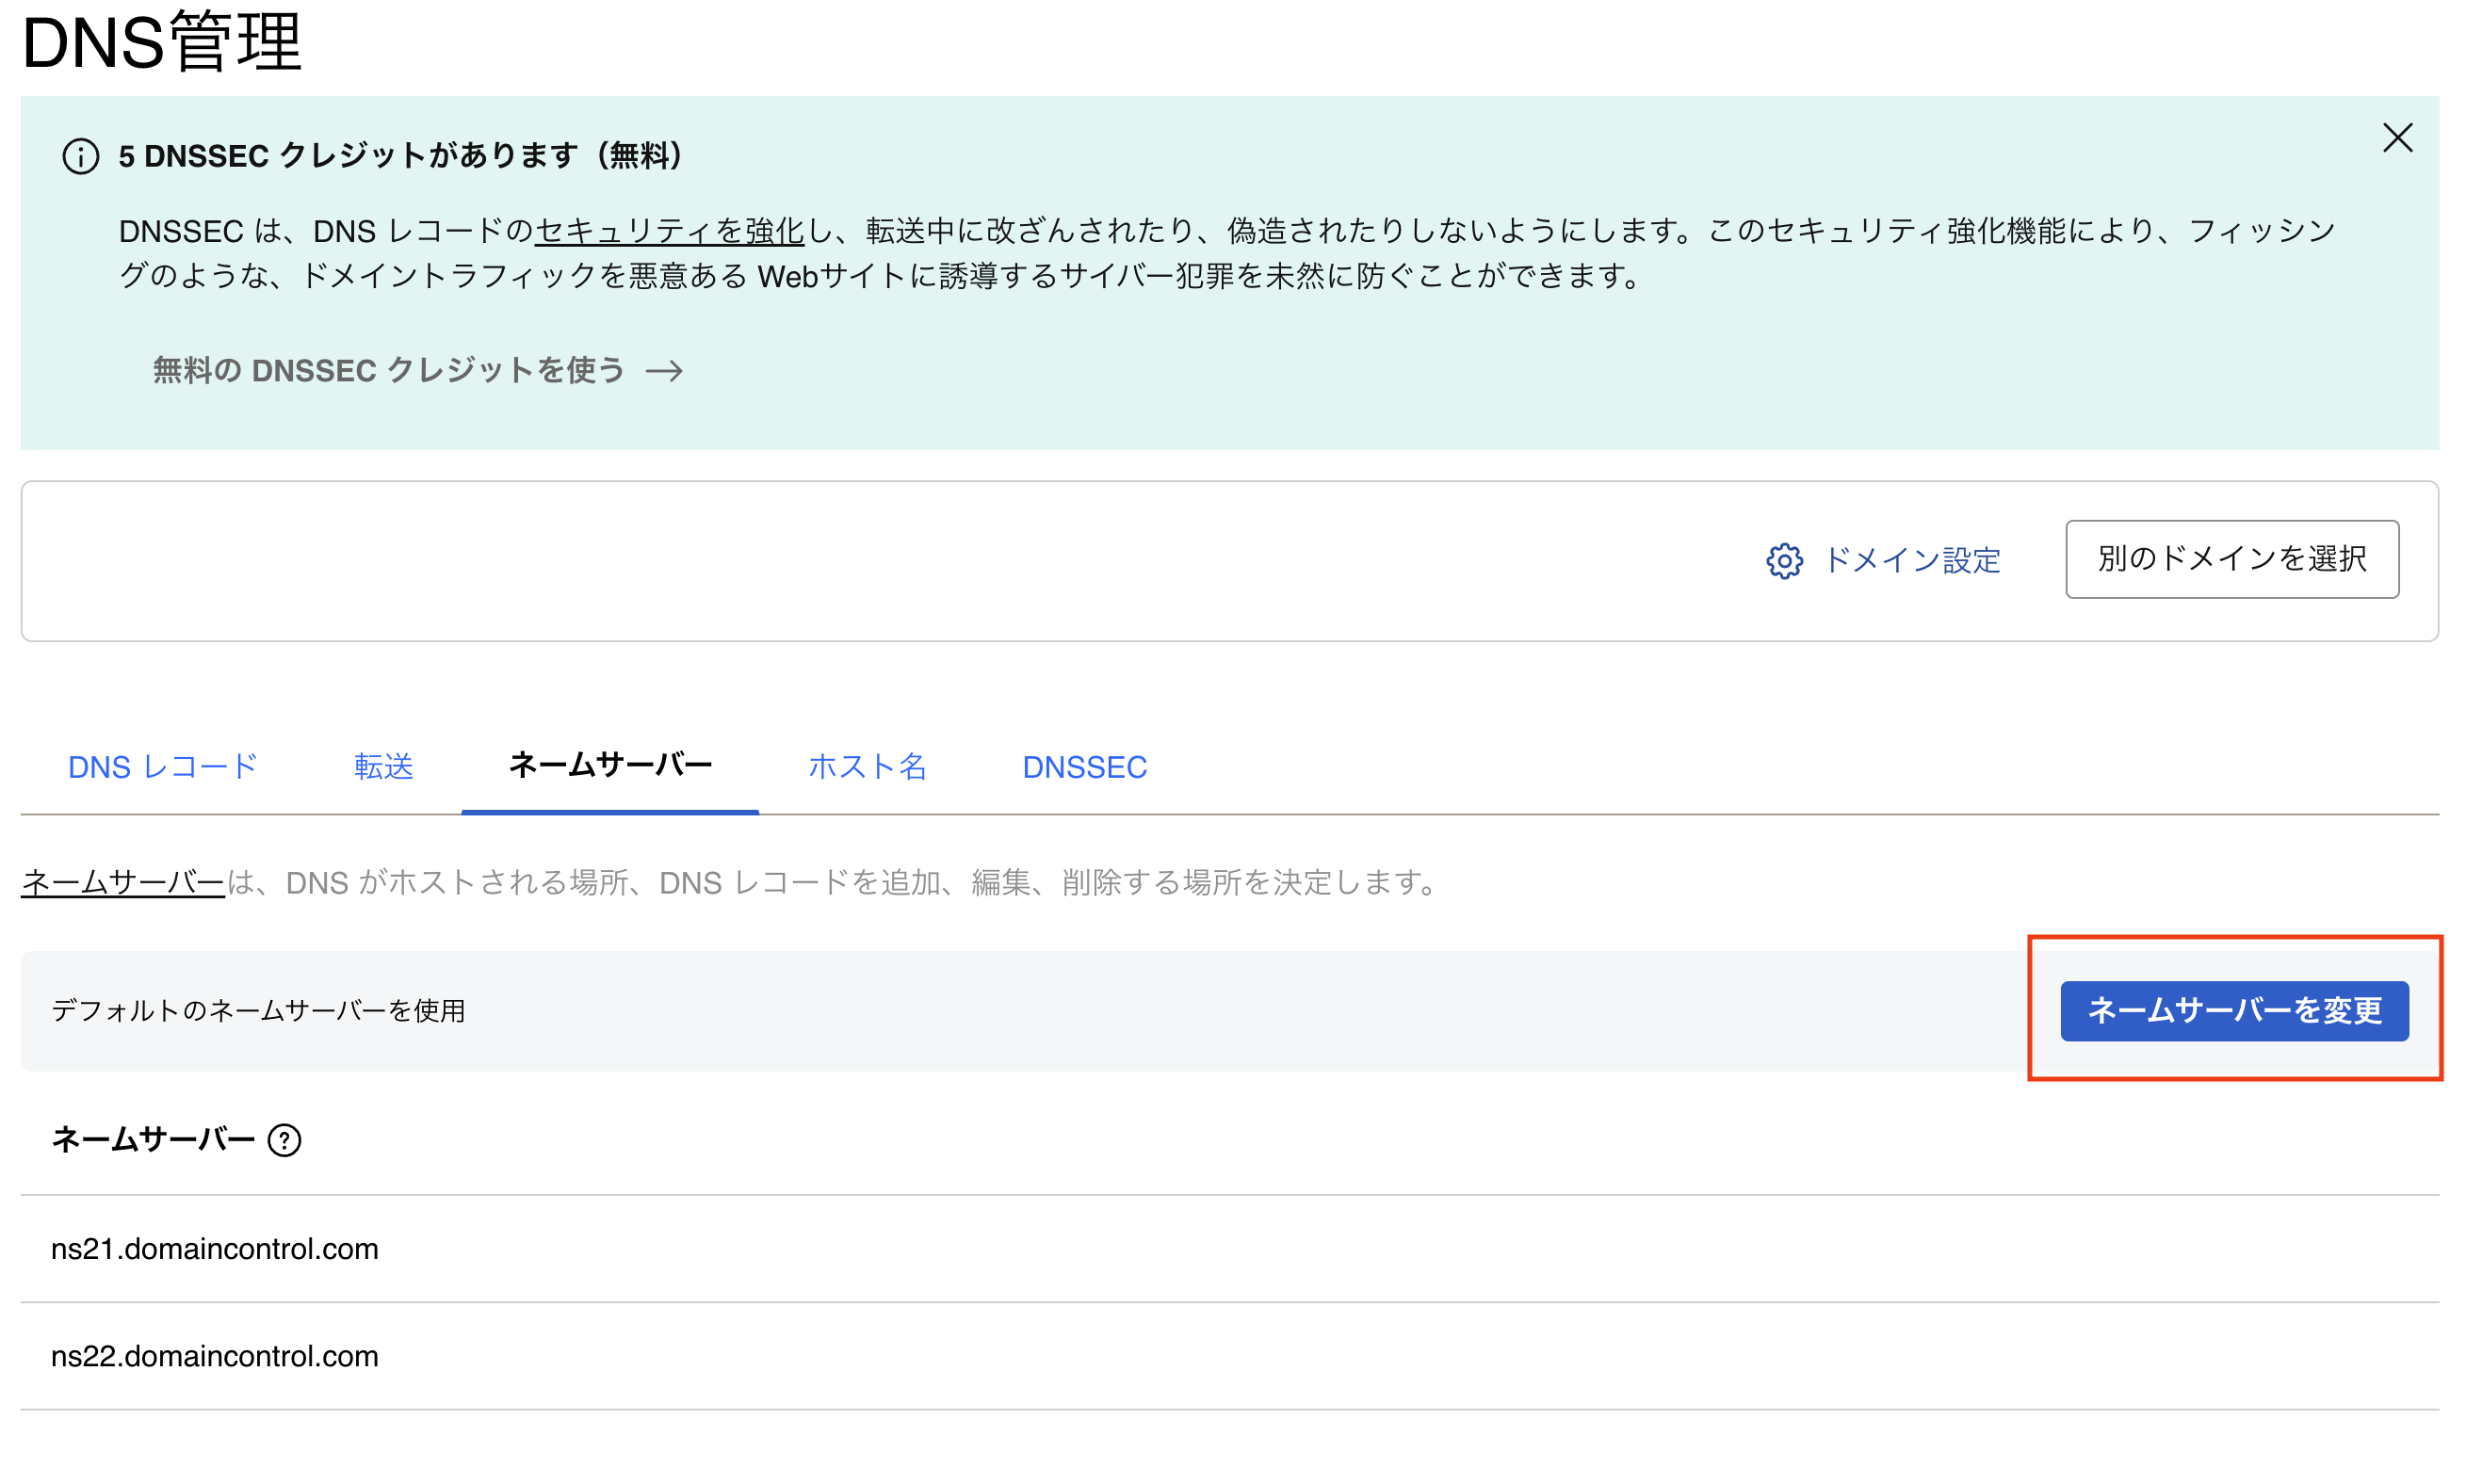 DNS管理
5 DNSSEC クレジットがあります（無料）
DNSSEC は、DNS レコードのセキュリティを強化し、転送中に改ざんされたり、偽造されたりしないようにします。このセキュリティ強化機能により、フィッシン
グのような、ドメイントラフィックを悪意ある Webサイトに誘導するサイバー犯罪を未然に防ぐことができます。
無料の DNSSEC クレジットを使う →
ドメイン設定 別のドメインを選択
DNS レコード 転送 ネームサーバー ホスト名 DNSSEC
ネームサーバーは、DNS がホストされる場所、DNS レコードを追加、編集、削除する場所を決定します。
デフォルトのネームサーバーを使用 ネームサーバーを変更
ネームサーバー ?
ns21.domaincontrol.com
ns22.domaincontrol.com